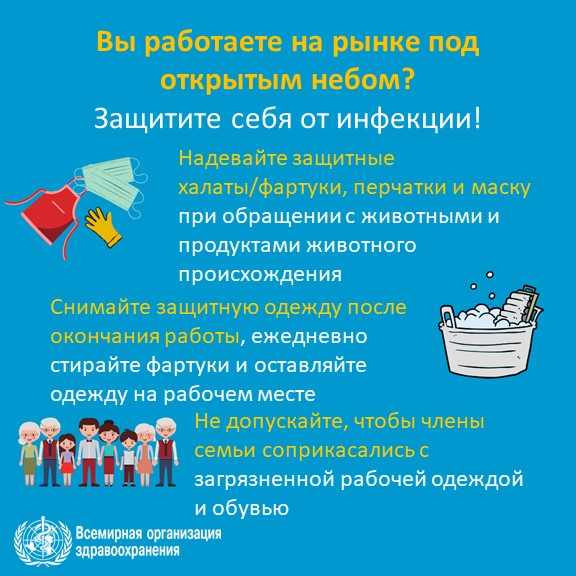 Вы работаете на рынке под
открытым небом?
Защитите себя от инфекции!
Надевайте защитные
халаты/фартуки, перчатки и маску
при обращении с животными и
продуктами животного
происхождения
Снимайте защитную одежду после
окончания работы, ежедневно
стирайте фартуки и оставляйте
одежду на рабочем месте
Не допускайте, чтобы члены
семьи соприкасались с
загрязненной рабочей одеждой
и обувью
Всемирная организация
здравоохранения